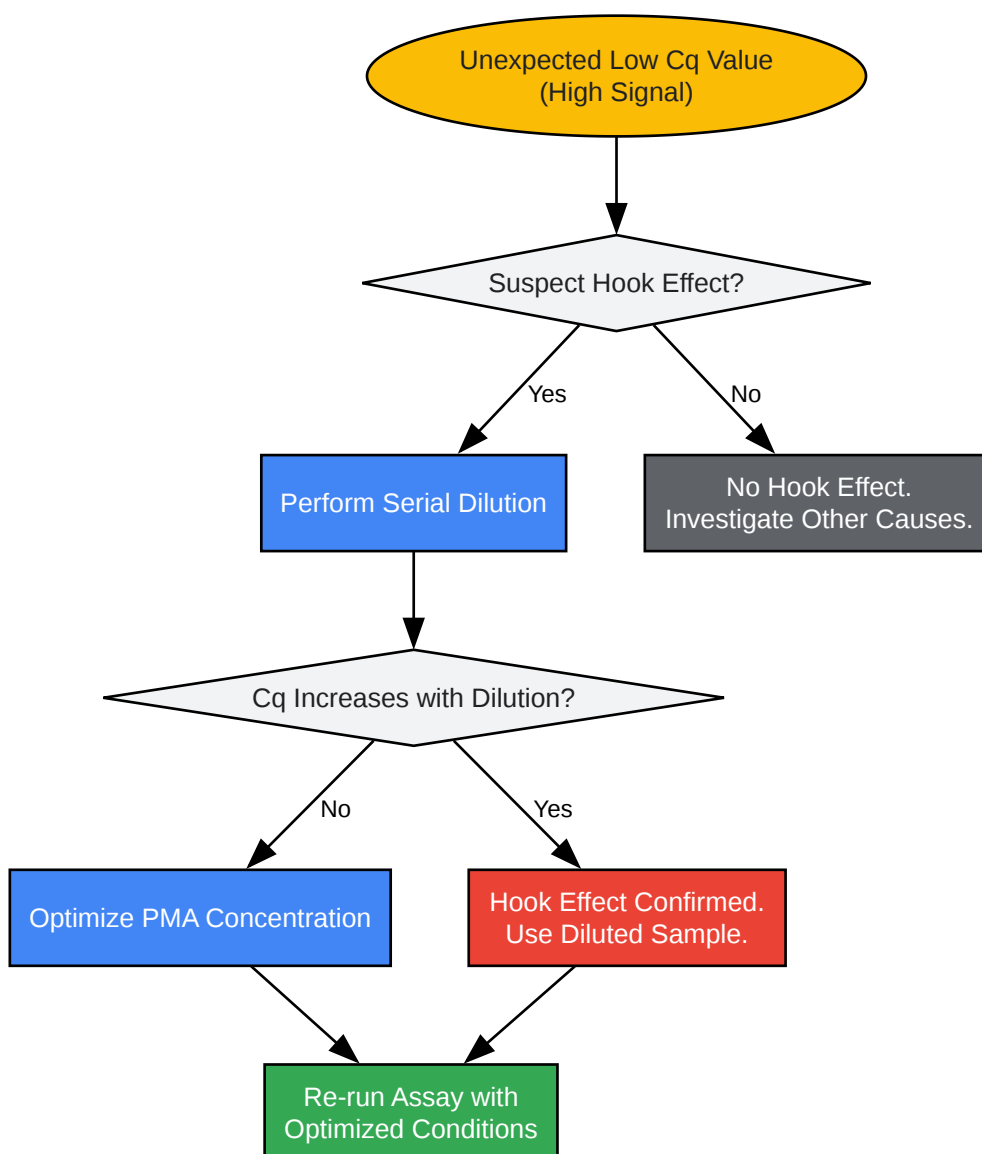 Unexpected Low Cq Value
(High Signal)
Suspect Hook Effect?
Yes
No
Perform Serial Dilution
No Hook Effect.
Investigate Other Causes.
Cq Increases with Dilution?
No
Yes
Optimize PMA Concentration
Hook Effect Confirmed.
Use Diluted Sample.
Re-run Assay with
Optimized Conditions